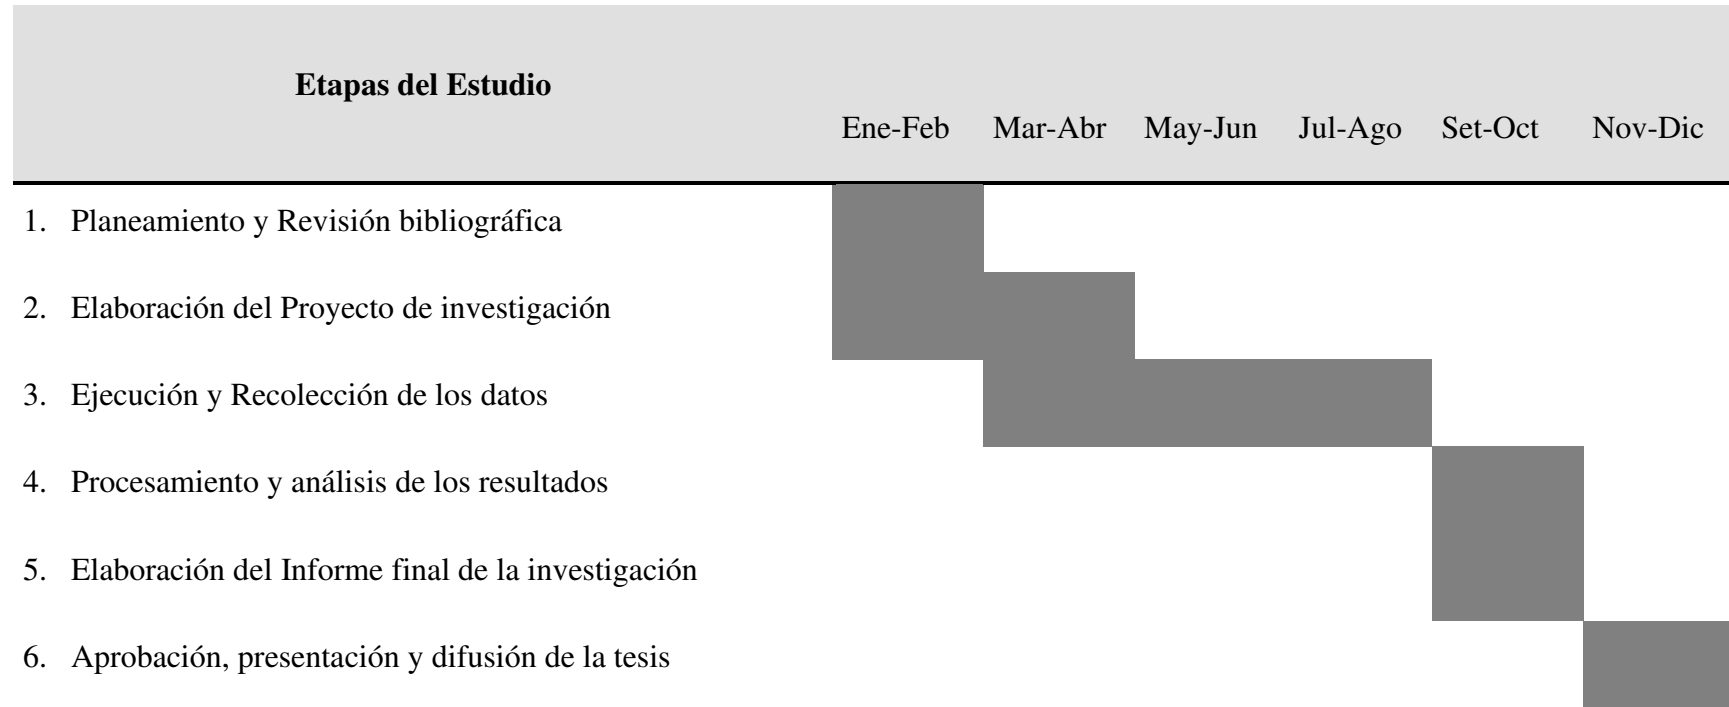 Etapas del Estudio
Ene-Feb Mar-Abr May-Jun Jul-Ago Set-Oct Nov-Dic
1. Planeamiento y Revisión bibliográfica
2. Elaboración del Proyecto de investigación
3. Ejecución y Recolección de los datos
4. Procesamiento y análisis de los resultados
5. Elaboración del Informe final de la investigación
6. Aprobación, presentación y difusión de la tesis